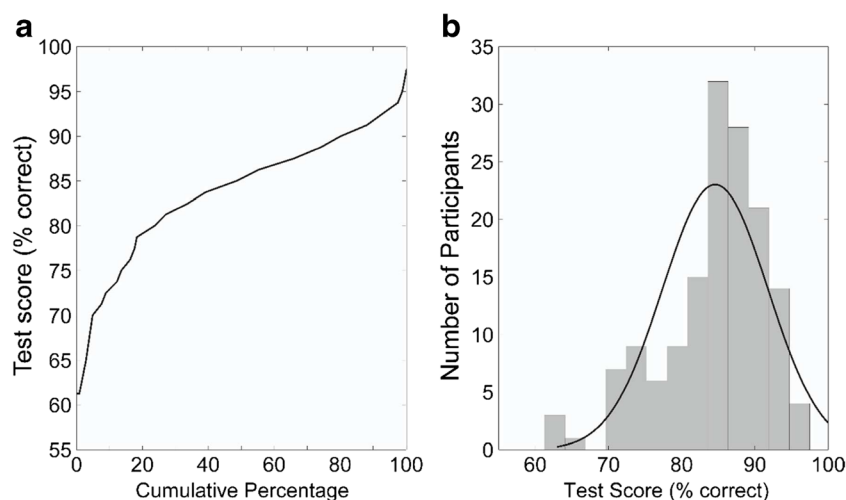 a
100
95
90
85
80
75
70
65
60
55
Test score (% correct)
0 20 40 60 80 100
Cumulative Percentage
b
35
30
25
20
15
10
5
0
Number of Participants
60 70 80 90 100
Test Score (% correct)